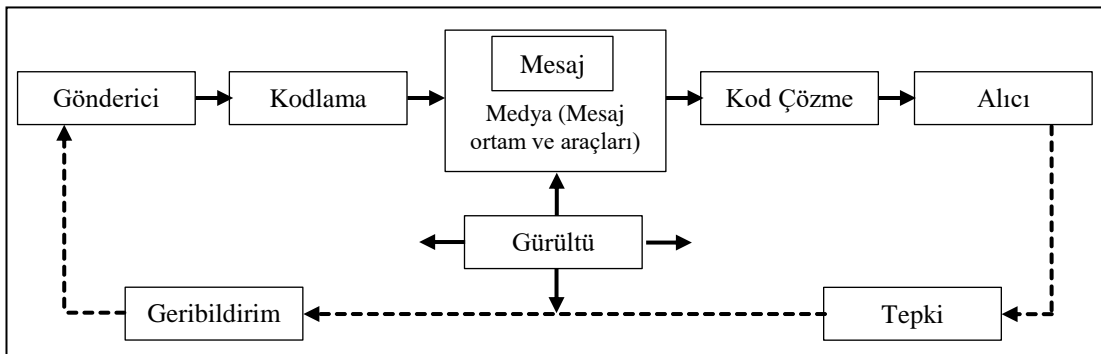 Mesaj
Gönderici
Kodlama
Medya (Mesaj
ortam ve araçları)
Kod Çözme
Alıcı
Gürültü
Geribildirim
Tepki